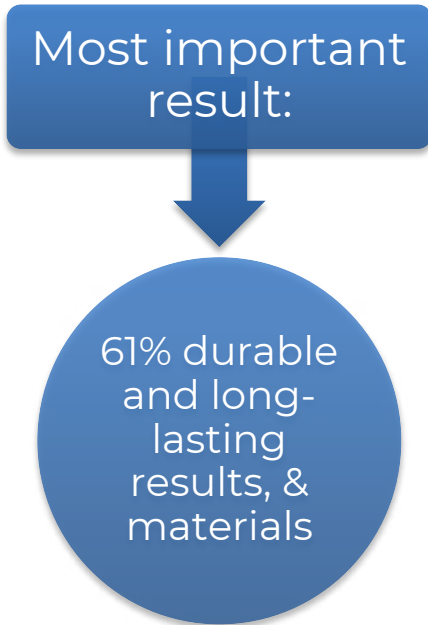 Most important
result:
61% durable
and long-
lasting
results, &
materials